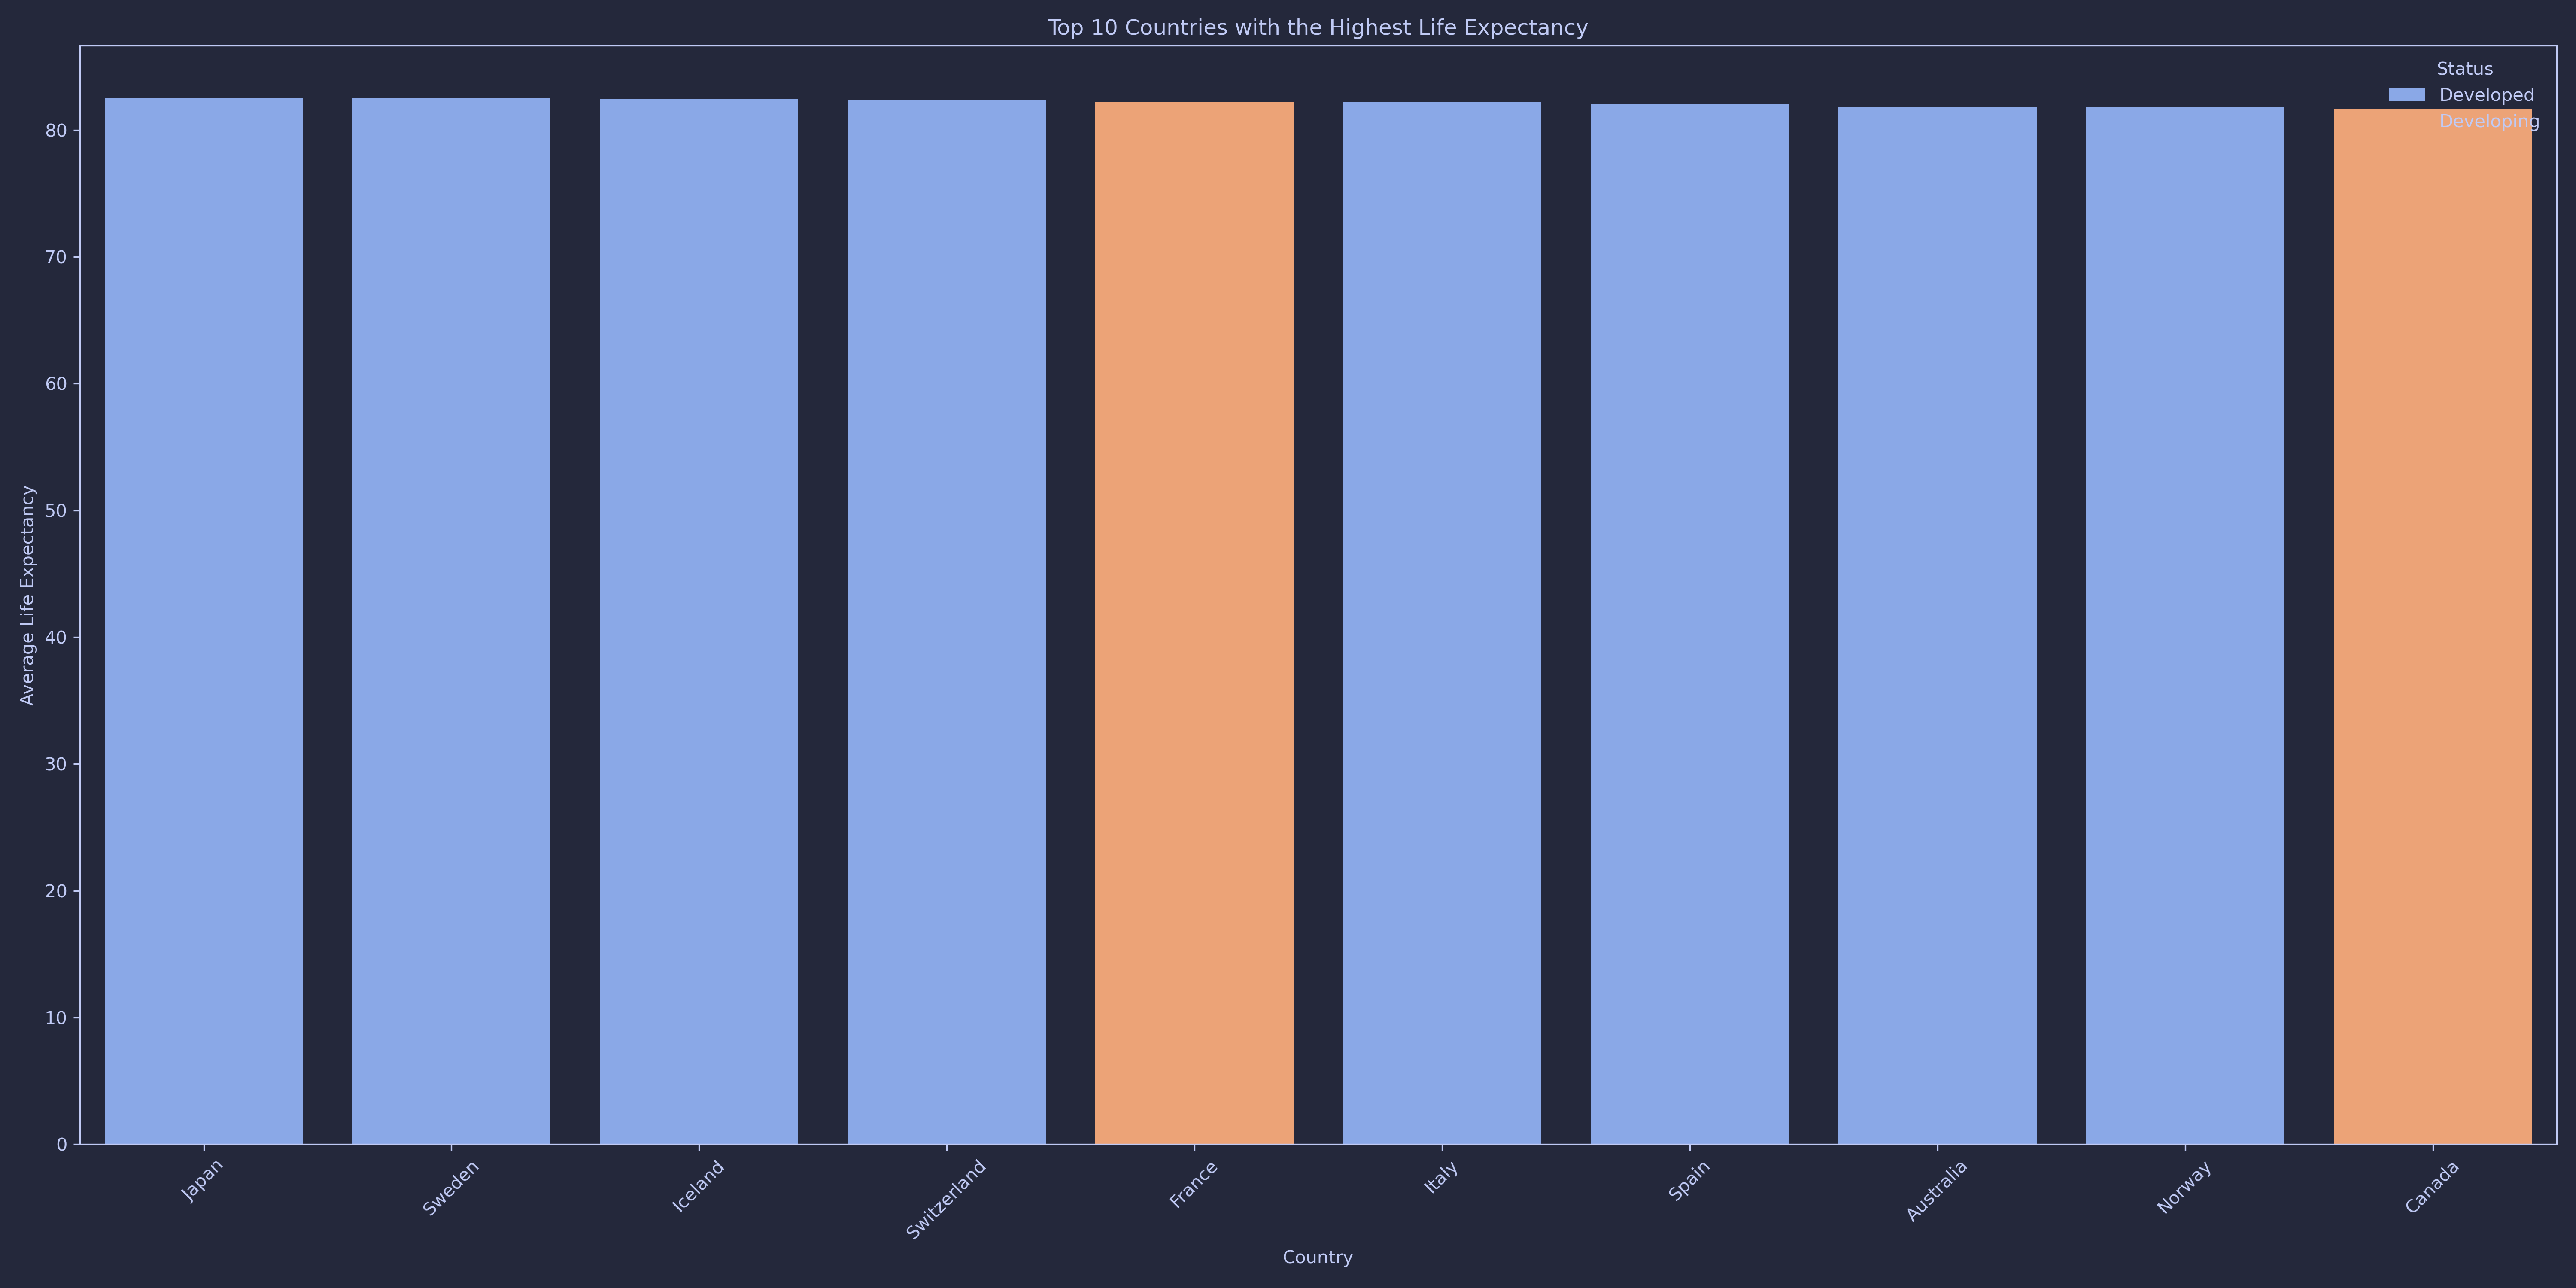 Top 10 Countries with the Highest Life Expectancy
Status
Developed
Developing
Average Life Expectancy
80
70
60
50
40
30
20
10
0
Japan
Sweden
Iceland
Switzerland
France
Italy
Spain
Australia
Norway
Canada
Country